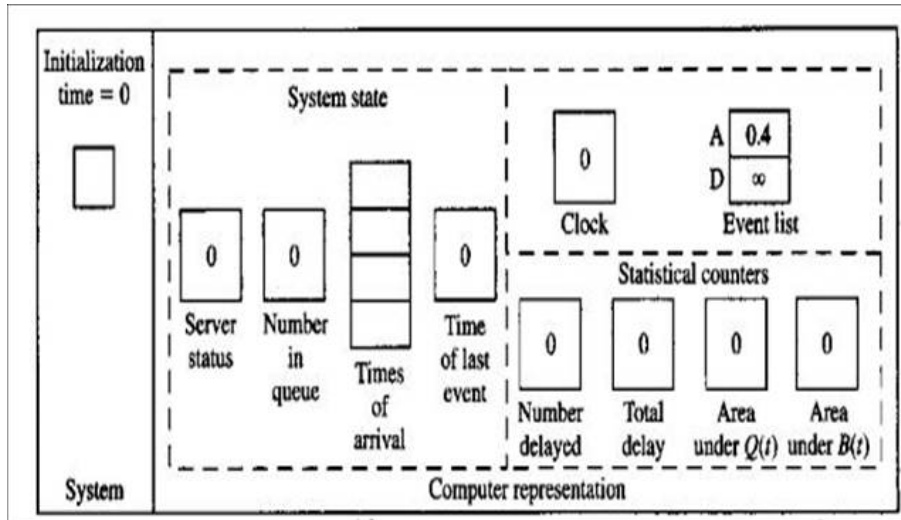 Initialization
time = 0
System
System state
0
Server
status
0
Number
in
queue
Times
of
arrival
0
Time
of last
event
0
Clock
A 0.4
D ∞
Event list
Statistical counters
0
Number
delayed
0
Total
delay
0
Area
under Q(t)
0
Area
under B(t)
Computer representation